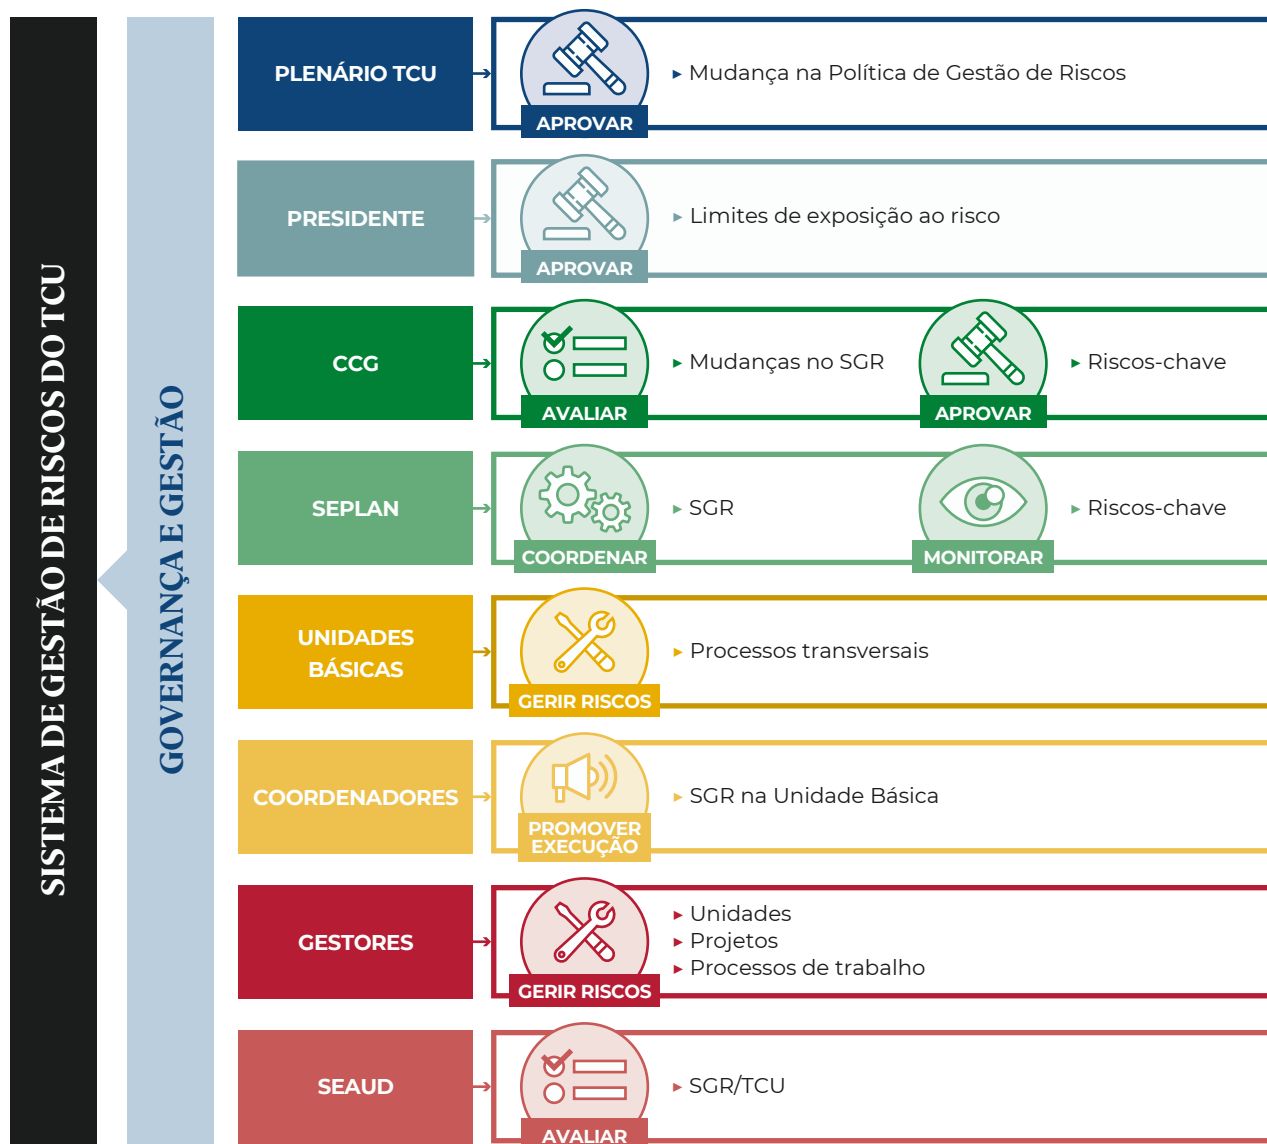 SISTEMA DE GESTÃO DE RISCOS DO TCU
GOVERNANÇA E GESTÃO
PLENÁRIO TCU
APROVAR
▸ Mudança na Política de Gestão de Riscos
PRESIDENTE
APROVAR
▸ Limites de exposição ao risco
CCG
AVALIAR
▸ Mudanças no SGR
APROVAR
▸ Riscos-chave
SEPLAN
COORDENAR
▸ SGR
MONITORAR
▸ Riscos-chave
UNIDADES
BÁSICAS
GERIR RISCOS
▸ Processos transversais
COORDENADORES
PROMOVER
EXECUÇÃO
▸ SGR na Unidade Básica
GESTORES
GERIR RISCOS
▸ Unidades
▸ Projetos
▸ Processos de trabalho
SEAUD
AVALIAR
▸ SGR/TCU